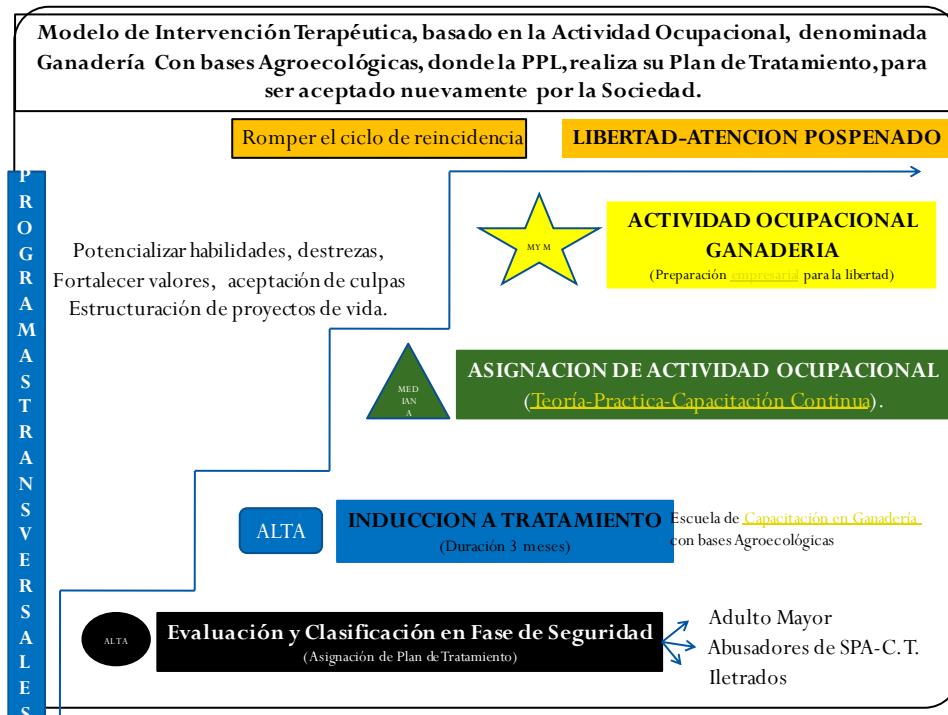 Modelo de Intervención Terapéutica, basado en la Actividad Ocupacional, denominada
Ganadería Con bases Agroecológicas, donde la PPL, realiza su Plan de Tratamiento, para
ser aceptado nuevamente por la Sociedad.
Romper el ciclo de reincidencia
LIBERTAD-ATENCION POSPENADO
PROGRAMAS TRANSVERSALES
MY M
ACTIVIDAD OCUPACIONAL
GANADERIA
(Preparación empresarial para la libertad)
Potencializar habilidades, destrezas,
Fortalecer valores, aceptación de culpas
Estructuración de proyectos de vida.
MED
IAN
A
ASIGNACION DE ACTIVIDAD OCUPACIONAL
(Teoría-Practica-Capacitación Continua).
ALTA
INDUCCION A TRATAMIENTO
(Duración 3 meses)
Escuela de Capacitación en Ganadería
con bases Agroecológicas
ALTA
Evaluación y Clasificación en Fase de Seguridad
(Asignación de Plan de Tratamiento)
Adulto Mayor
Abusadores de SPA-C.T.
Iletrados